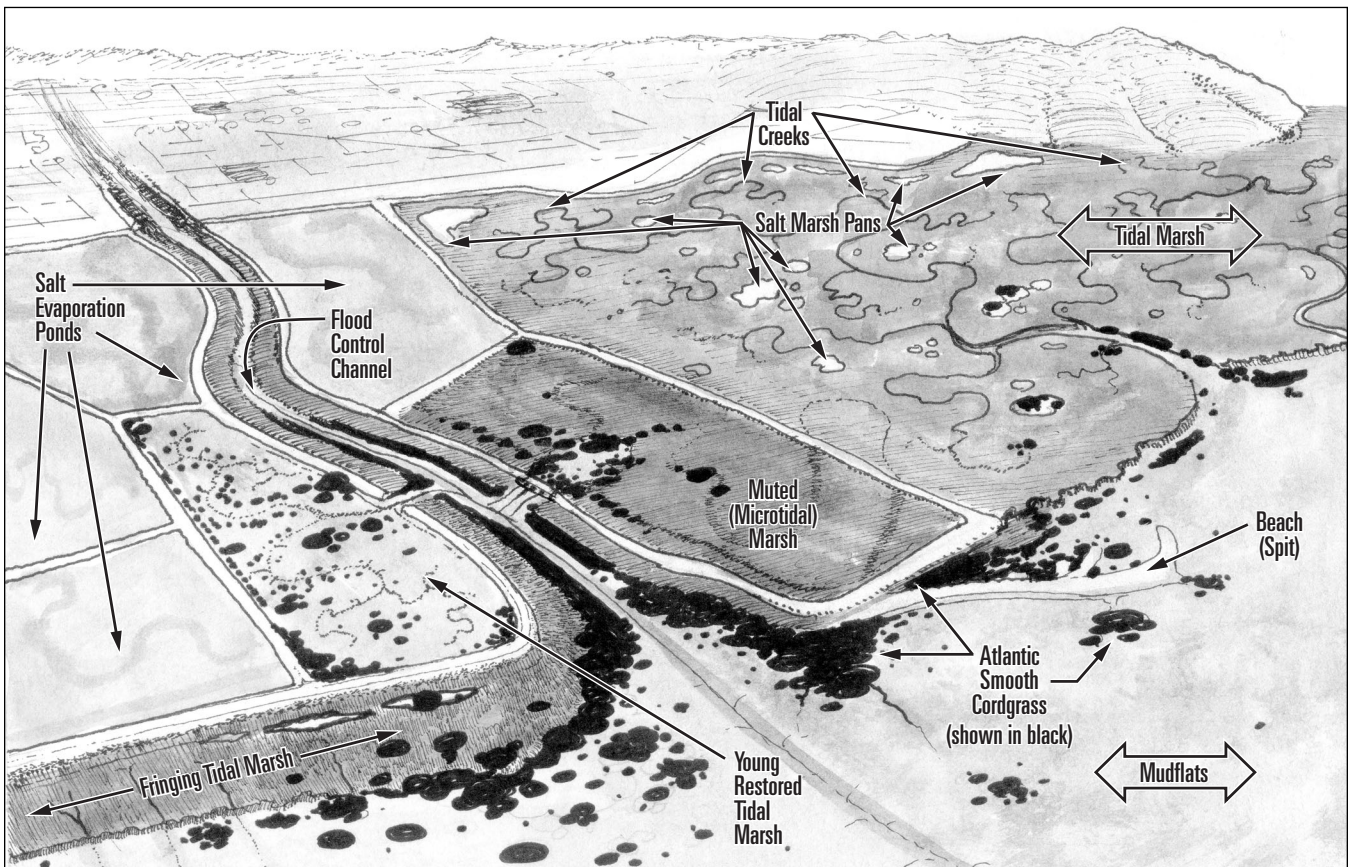 Tidal
Creeks
Salt Marsh Pans
Tidal Marsh
Salt
Evaporation
Ponds
Flood
Control
Channel
Muted
(Microtidal)
Marsh
Beach
(Spit)
Atlantic
Smooth
Cordgrass
(shown in black)
Fringing Tidal Marsh
Young
Restored
Tidal
Marsh
Mudflats